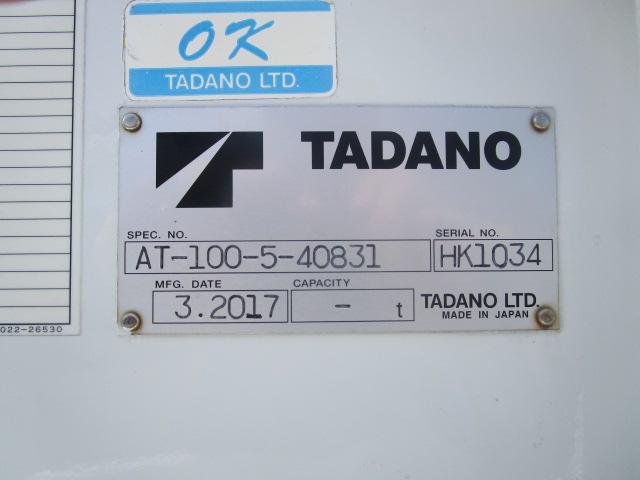 OK
TADANO LTD.
TADANO
SPEC. NO. SERIAL NO.
AT-100-5-40831 HK1034
MFG. DATE CAPACITY
3.2017 - t TADANO LTD.
MADE IN JAPAN
022-26530